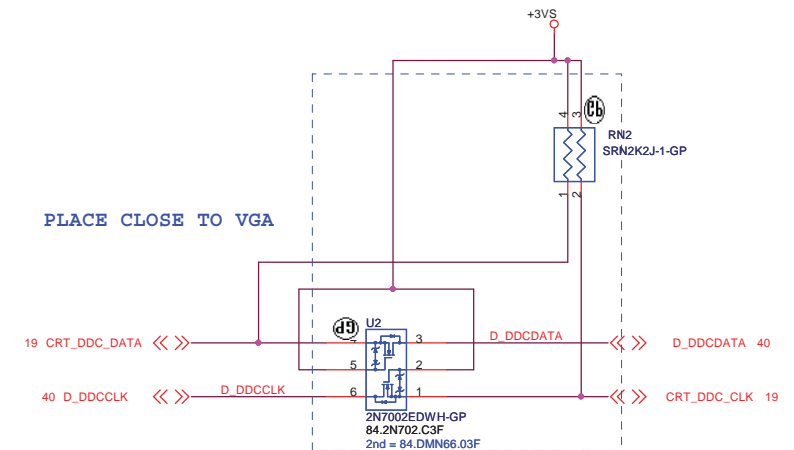 +3VS
4 3
RN2
SRN2K2J-1-GP
1 2
PLACE CLOSE TO VGA
U2
GP
19 CRT_DDC_DATA
3
D_DDCDATA
D_DDCDATA 40
5
2
40 D_DDCCLK
D_DDCCLK
6
1
CRT_DDC_CLK 19
2N7002EDWH-GP
84.2N702.C3F
2nd = 84.DMN66.03F